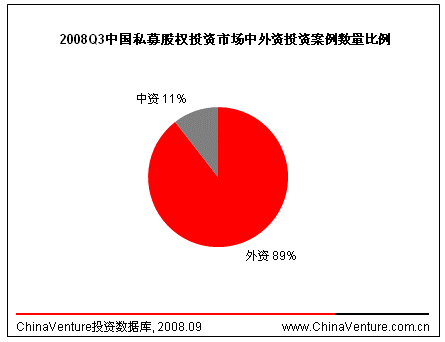 2008Q3中国私募股权投资市场中外资投资案例数量比例
中资 11%
外资 89%
ChinaVenture投资数据库, 2008.09
www.ChinaVenture.com.cn